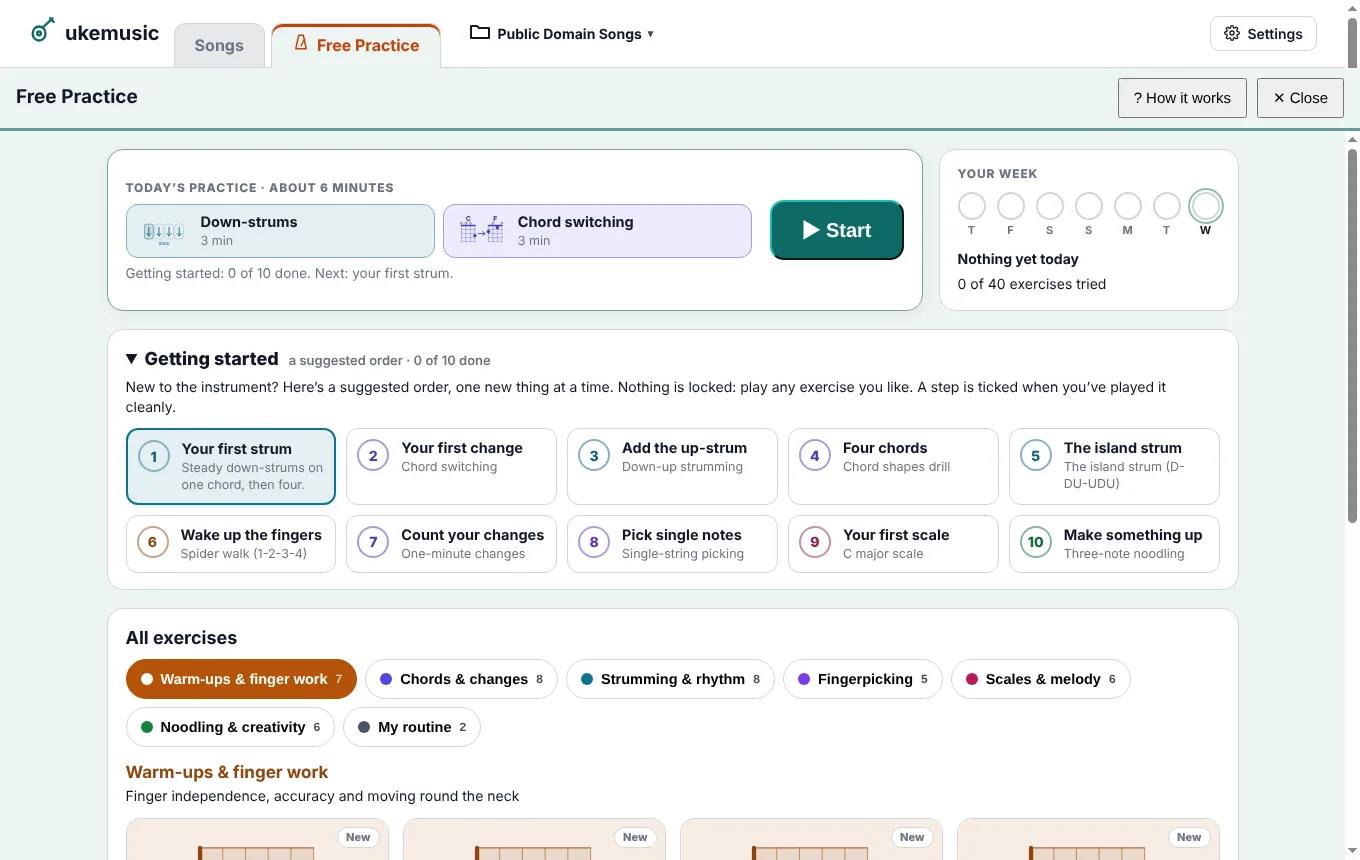 ukemusic
Songs
Free Practice
Public Domain Songs ▾
Settings
Free Practice
? How it works
✕ Close
TODAY'S PRACTICE · ABOUT 6 MINUTES
Down-strums
3 min
C F
Chord switching
3 min
▶ Start
Getting started: 0 of 10 done. Next: your first strum.
YOUR WEEK
T F S S M T W
Nothing yet today
0 of 40 exercises tried
▼ Getting started a suggested order · 0 of 10 done
New to the instrument? Here's a suggested order, one new thing at a time. Nothing is locked: play any exercise you like. A step is ticked when you've played it
cleanly.
1 Your first strum
Steady down-strums on
one chord, then four.
2 Your first change
Chord switching
3 Add the up-strum
Down-up strumming
4 Four chords
Chord shapes drill
5 The island strum
The island strum (D-
DU-UDU)
6 Wake up the fingers
Spider walk (1-2-3-4)
7 Count your changes
One-minute changes
8 Pick single notes
Single-string picking
9 Your first scale
C major scale
10 Make something up
Three-note noodling
All exercises
Warm-ups & finger work 7
Chords & changes 8
Strumming & rhythm 8
Fingerpicking 5
Scales & melody 6
Noodling & creativity 6
My routine 2
Warm-ups & finger work
Finger independence, accuracy and moving round the neck
New
New
New
New